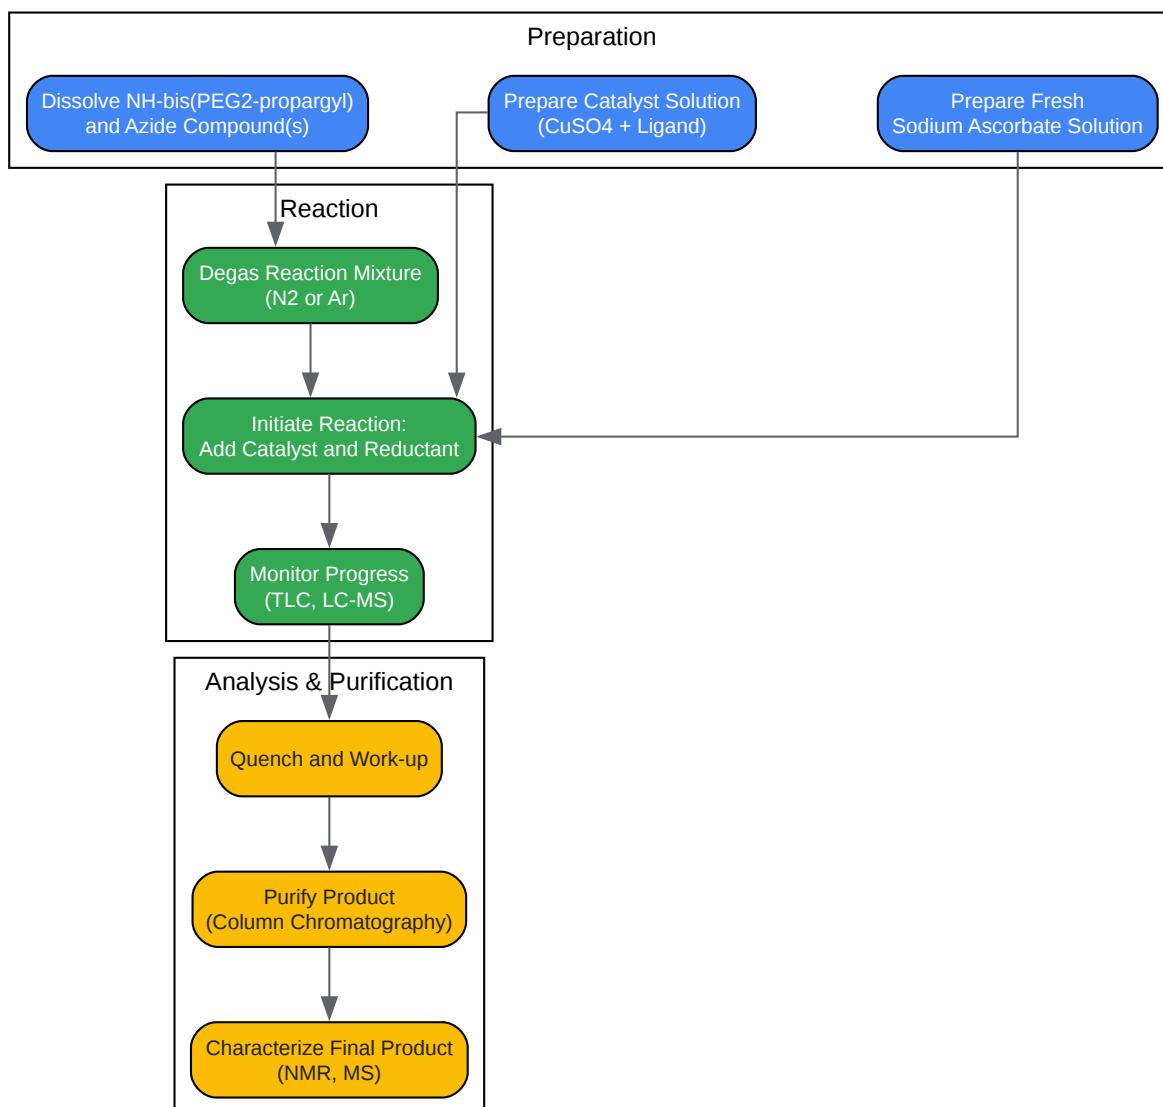 Preparation
Dissolve NH-bis(PEG2-propargyl)
and Azide Compound(s)
Prepare Catalyst Solution
(CuSO4 + Ligand)
Prepare Fresh
Sodium Ascorbate Solution
Reaction
Degas Reaction Mixture
(N2 or Ar)
Initiate Reaction:
Add Catalyst and Reductant
Monitor Progress
(TLC, LC-MS)
Analysis & Purification
Quench and Work-up
Purify Product
(Column Chromatography)
Characterize Final Product
(NMR, MS)